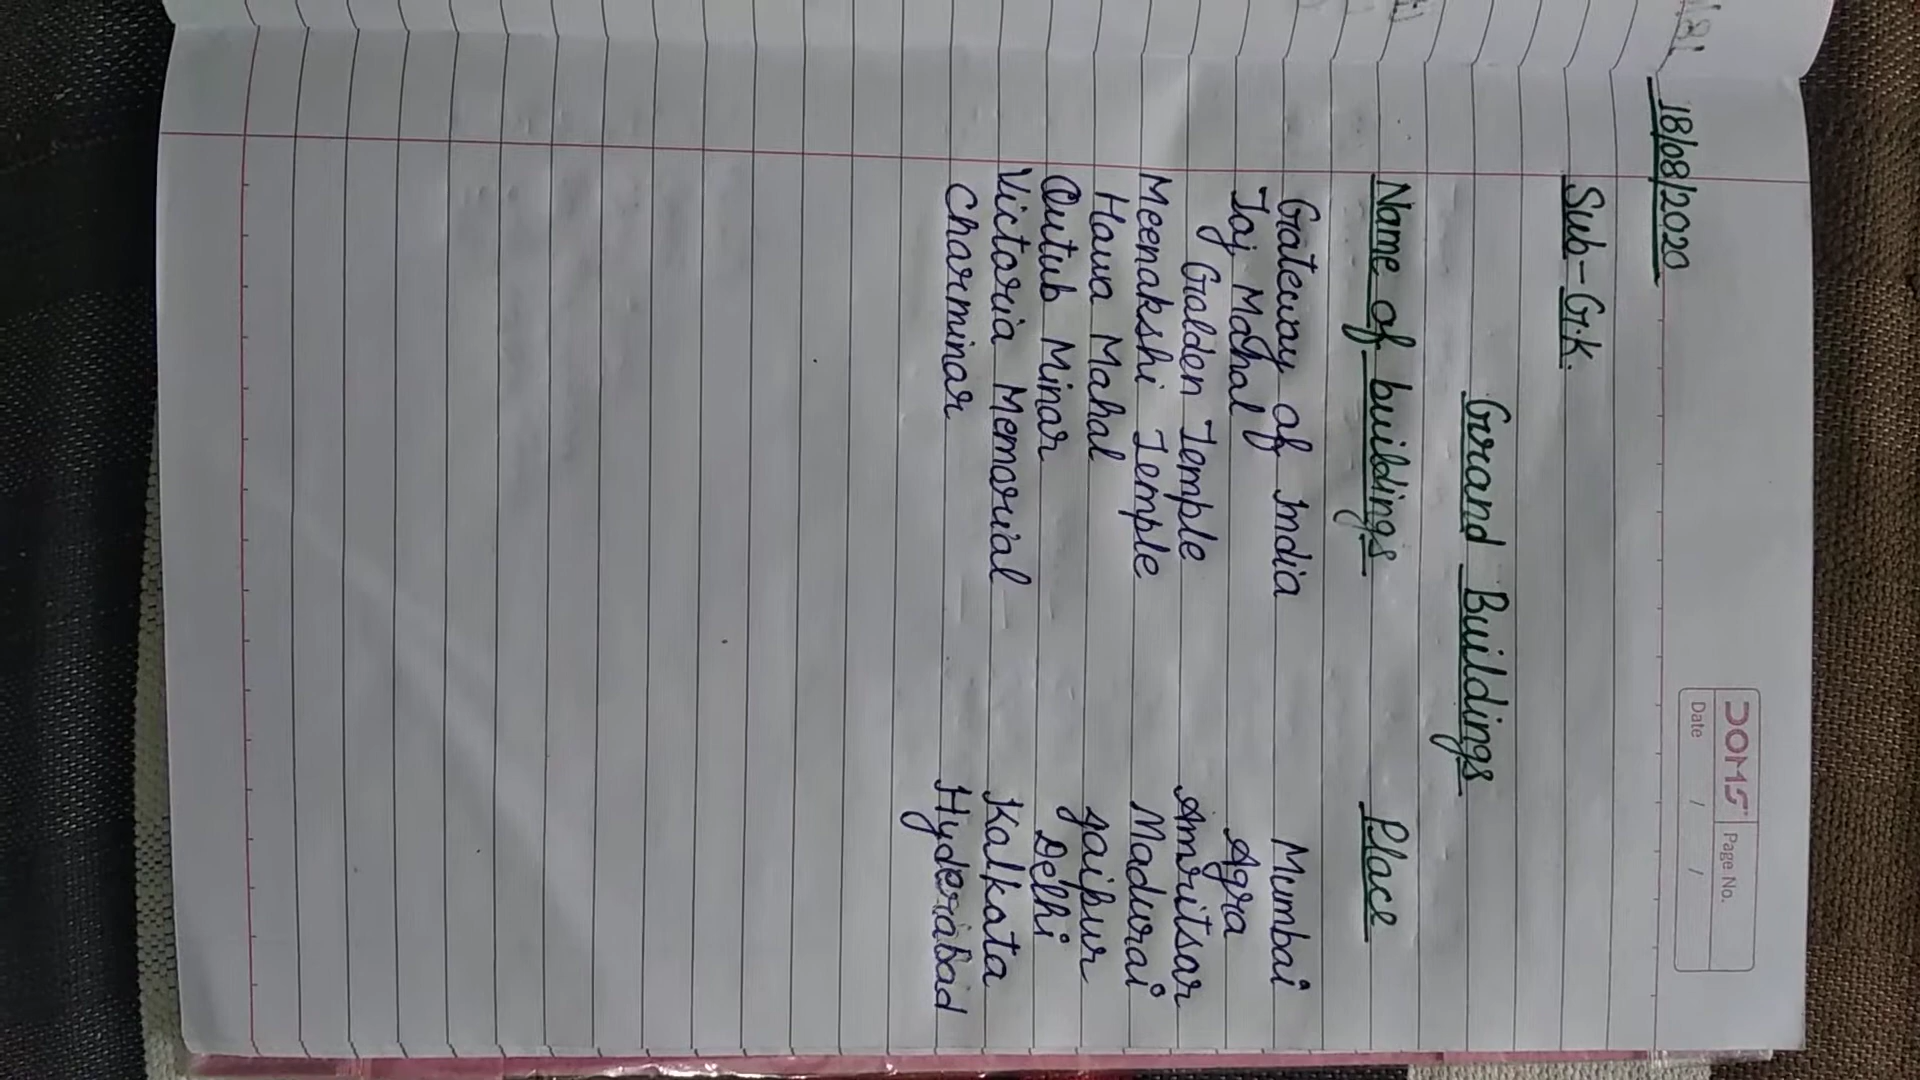 DOMS Page No.
Date / /
18/08/2020
Sub-G.K.
Grand Buildings
Name of buildings Place
Gateway of India Mumbai
Taj Mahal Agra
Golden Temple Amritsar
Meenakshi Temple Madurai
Hawa Mahal Jaipur
Qutub Minar Delhi
Victoria Memorial Kolkata
Charminar Hyderabad